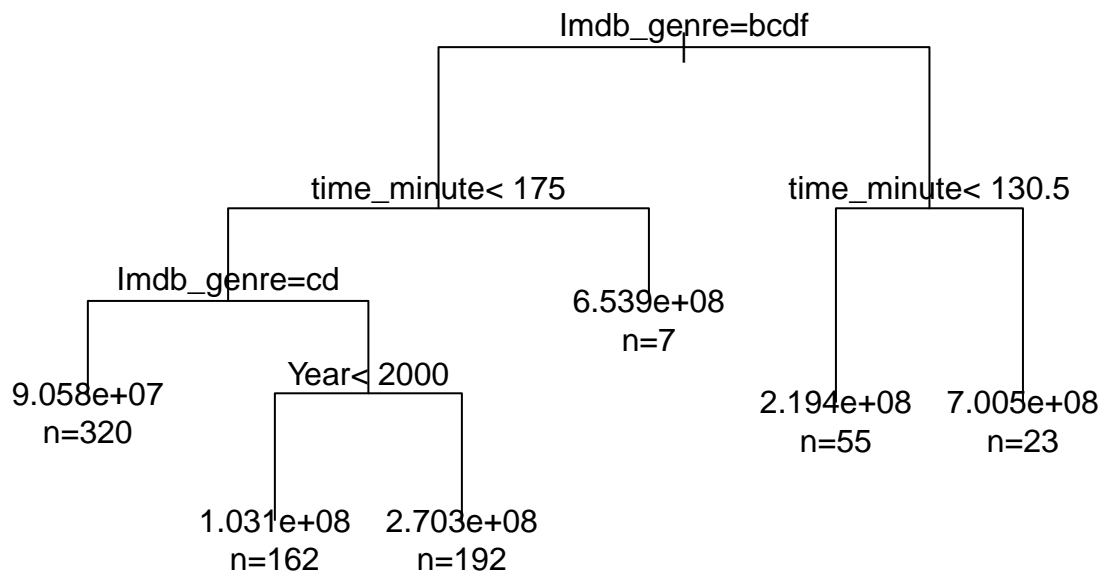 Imdb_genre=bcdf
time_minute< 175
time_minute< 130.5
Imdb_genre=cd
6.539e+08
n=7
Year< 2000
9.058e+07
n=320
2.194e+08
n=55
7.005e+08
n=23
1.031e+08
n=162
2.703e+08
n=192